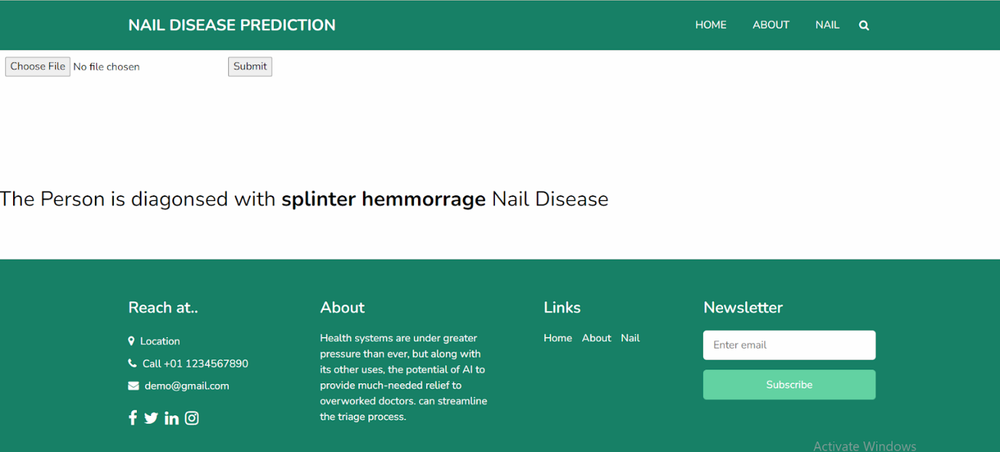 NAIL DISEASE PREDICTION HOME ABOUT NAIL
Choose File No file chosen Submit
The Person is diagonsed with splinter hemmorrage Nail Disease
Reach at..
Location
Call +01 1234567890
demo@gmail.com
About
Health systems are under greater
pressure than ever, but along with
its other uses, the potential of AI to
provide much-needed relief to
overworked doctors. can streamline
the triage process.
Links
Home About Nail
Newsletter
Enter email
Subscribe
Activate Windows